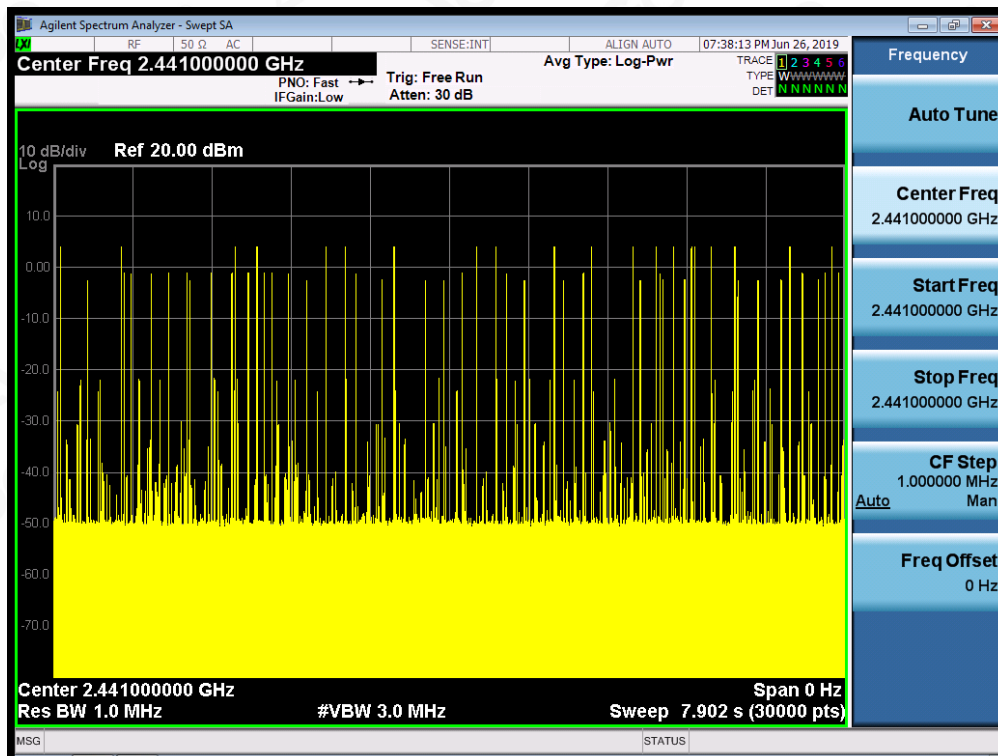 Agilent Spectrum Analyzer - Swept SA
LXI RF 50 Ω AC SENSE:INT ALIGN AUTO 07:38:13 PM Jun 26, 2019
Center Freq 2.441000000 GHz
PNO: Fast
IFGain:Low
Trig: Free Run
Atten: 30 dB
Avg Type: Log-Pwr
TRACE 1 2 3 4 5 6
TYPE W
DET N N N N N N
10 dB/div Ref 20.00 dBm
Log
10.0
0.00
-10.0
-20.0
-30.0
-40.0
-50.0
-60.0
-70.0
Center 2.441000000 GHz Span 0 Hz
Res BW 1.0 MHz #VBW 3.0 MHz Sweep 7.902 s (30000 pts)
MSG STATUS
Frequency
Auto Tune
Center Freq
2.441000000 GHz
Start Freq
2.441000000 GHz
Stop Freq
2.441000000 GHz
CF Step
1.000000 MHz
Auto Man
Freq Offset
0 Hz